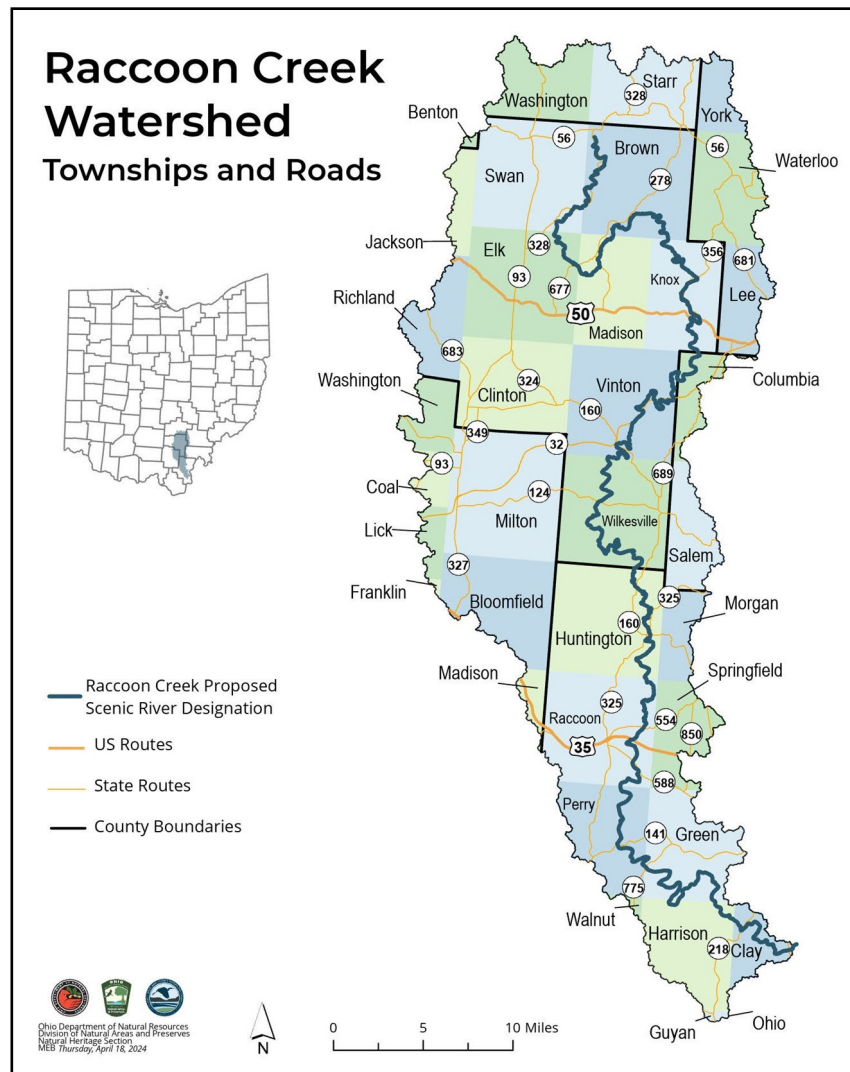 Raccoon Creek
Watershed
Townships and Roads
Washington
Starr
328
York
Benton
56
Brown
56
Waterloo
Swan
278
Jackson
Elk
328
356
681
93
Knox
Richland
677
Lee
50
Madison
683
Washington
324
Vinton
Columbia
Clinton
160
349
32
93
689
Coal
124
Milton
Wilkesville
Lick
Salem
327
Franklin
Bloomfield
325
Morgan
160
Huntington
Madison
Springfield
325
Raccoon
554
850
35
588
Perry
141
Green
775
Walnut
Harrison
218
Clay
Guyan
Ohio
Raccoon Creek Proposed
Scenic River Designation
US Routes
State Routes
County Boundaries
Ohio Department of Natural Resources
Division of Natural Areas and Preserves
Natural Heritage Section
MEB Thursday, April 18, 2024
N
0 5 10 Miles